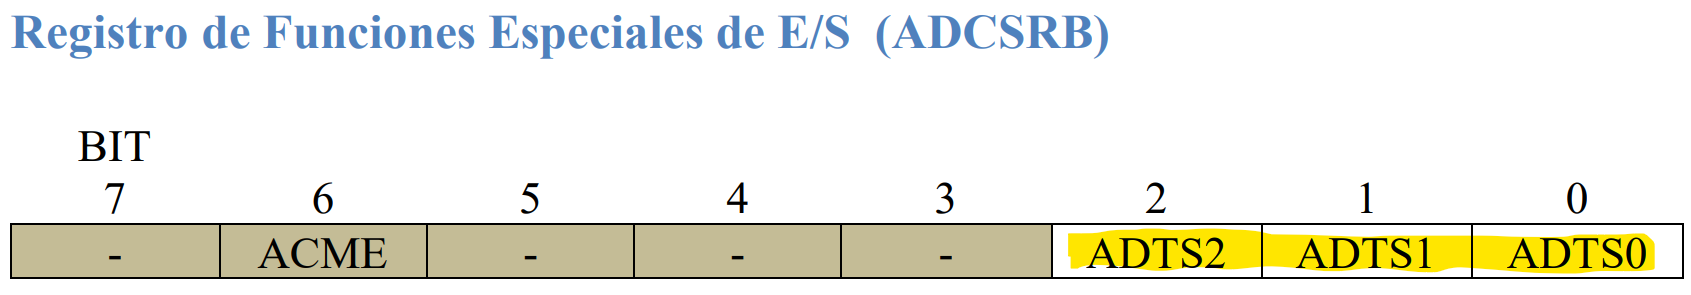 Registro de Funciones Especiales de E/S (ADCSRB)
BIT
7 6 5 4 3 2 1 0
- ACME - - - ADTS2 ADTS1 ADTS0